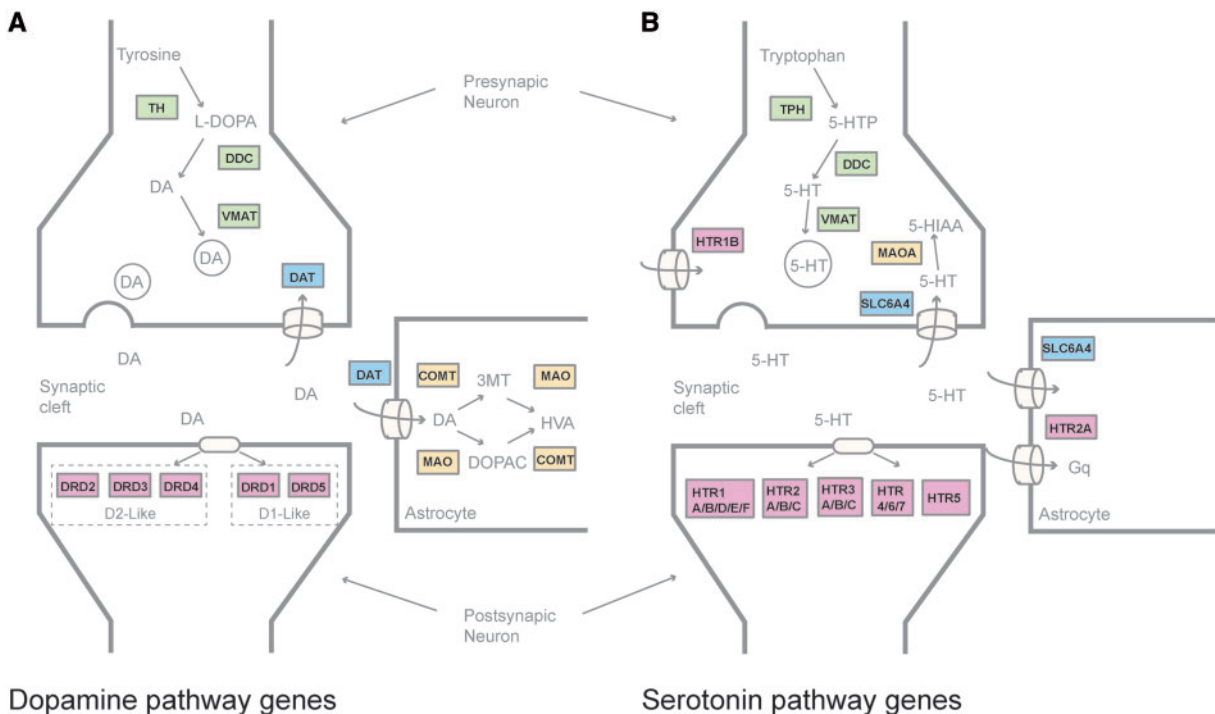 A
Tyrosine
TH
L-DOPA
DDC
DA
VMAT
DA
DA
DAT
DA
Synaptic
cleft
DA
DA
DAT
COMT
3MT
MAO
DA
HVA
MAO
DOPAC
COMT
Astrocyte
DRD2
DRD3
DRD4
DRD1
DRD5
D2-Like
D1-Like
Presynapic
Neuron
Postsynapic
Neuron
Dopamine pathway genes
B
Tryptophan
TPH
5-HTP
DDC
5-HT
VMAT
5-HIAA
HTR1B
MAOA
5-HT
5-HT
SLC6A4
5-HT
Synaptic
cleft
5-HT
5-HT
SLC6A4
HTR2A
Gq
Astrocyte
HTR1
A/B/D/E/F
HTR2
A/B/C
HTR3
A/B/C
HTR
4/6/7
HTR5
Serotonin pathway genes